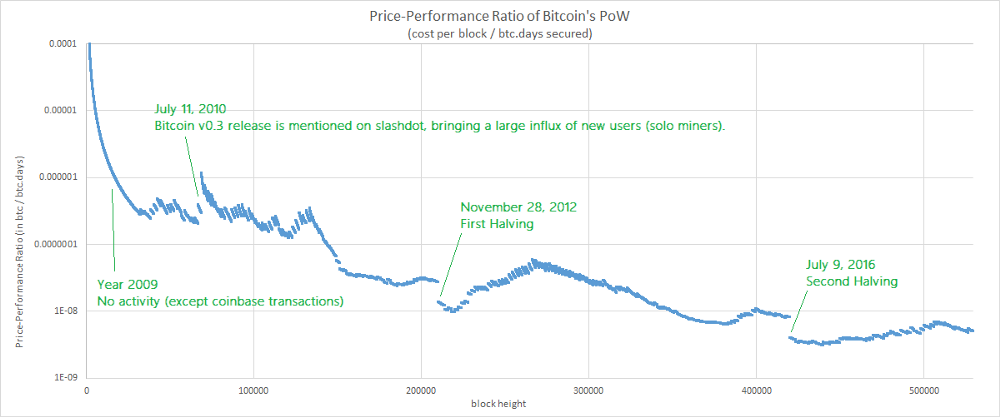 Price-Performance Ratio of Bitcoin's PoW
(cost per block / btc.days secured)
Price-Performance Ratio (in btc / btc.days)
0.0001
0.00001
0.000001
0.0000001
1E-08
1E-09
July 11, 2010
Bitcoin v0.3 release is mentioned on slashdot, bringing a large influx of new users (solo miners).
November 28, 2012
First Halving
July 9, 2016
Second Halving
Year 2009
No activity (except coinbase transactions)
0
100000
200000
300000
400000
500000
block height